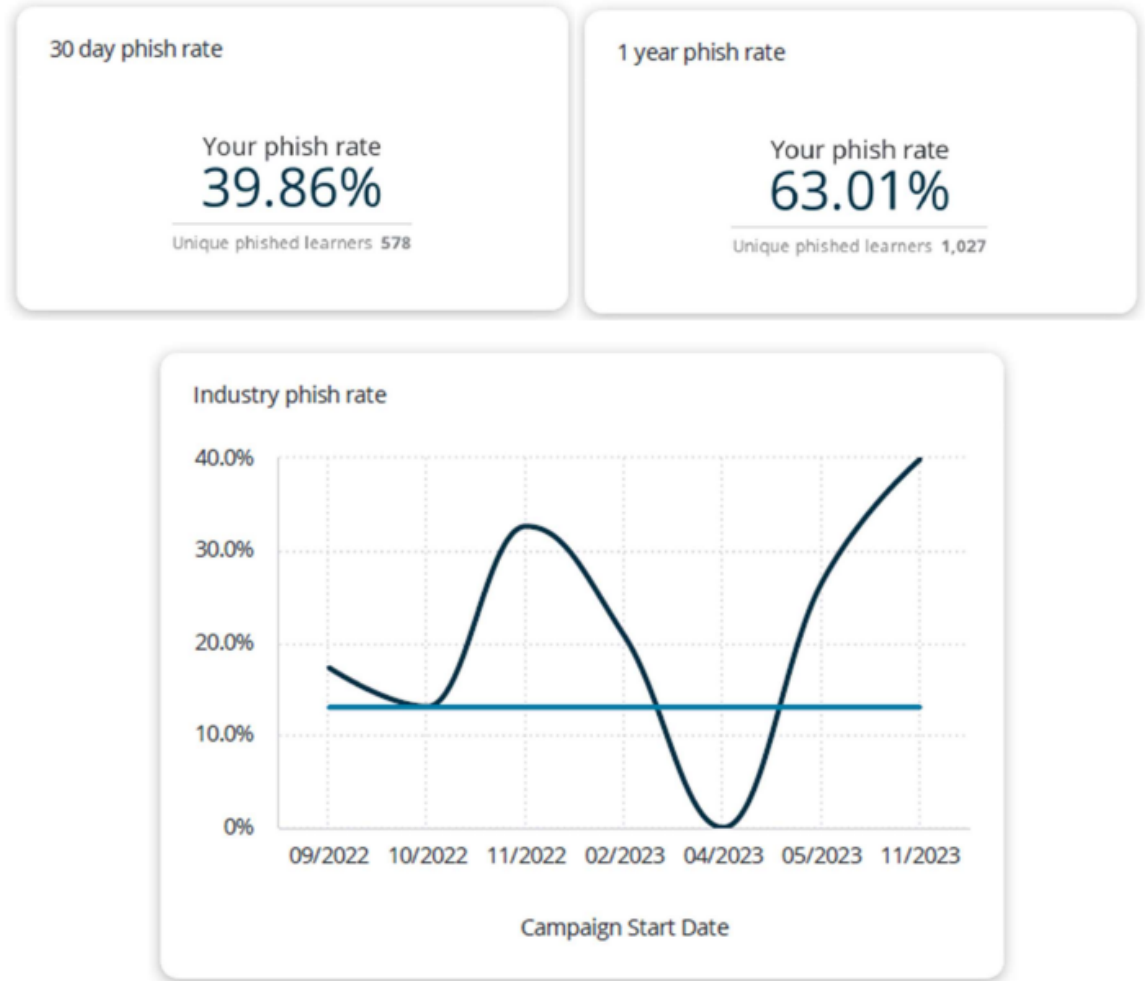 30 day phish rate
Your phish rate
39.86%
Unique phished learners 578
1 year phish rate
Your phish rate
63.01%
Unique phished learners 1,027
Industry phish rate
40.0%
30.0%
20.0%
10.0%
0%
09/2022 10/2022 11/2022 02/2023 04/2023 05/2023 11/2023
Campaign Start Date